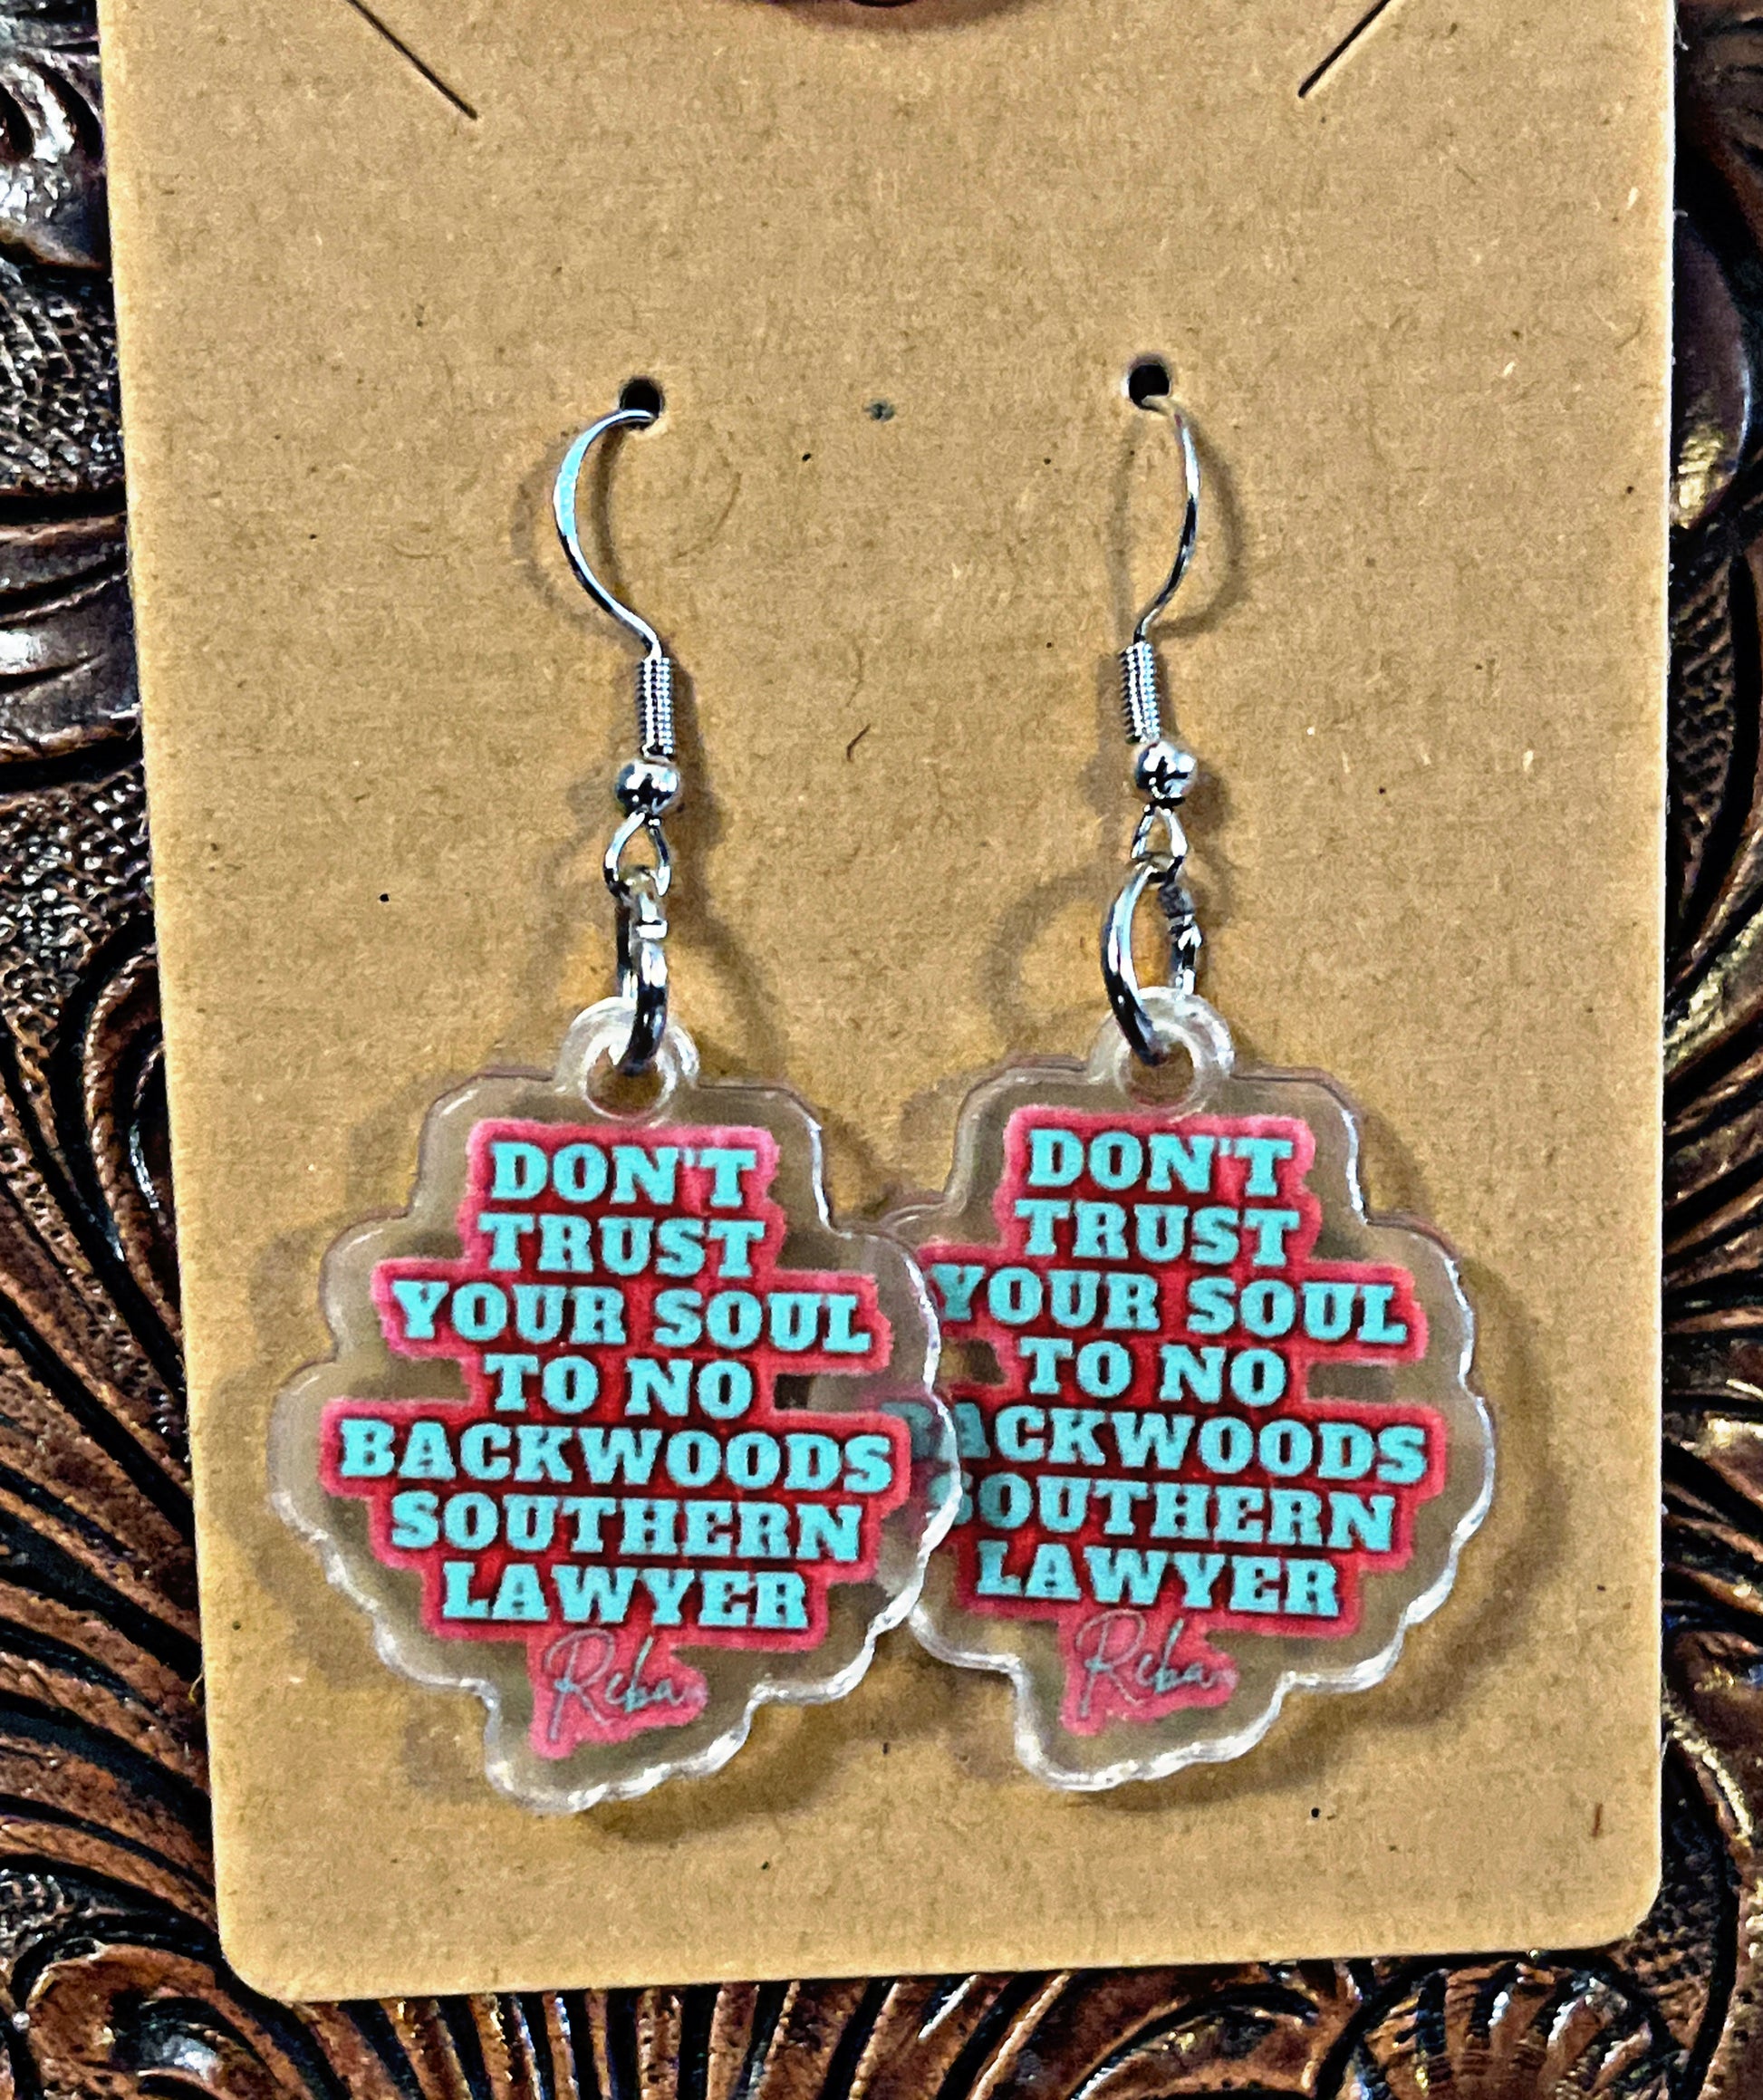 DON'T
TRUST
YOUR SOUL
TO NO
BACKWOODS
SOUTHERN
LAWYER
Reba
DON'T
TRUST
YOUR SOUL
TO NO
BACKWOODS
SOUTHERN
LAWYER
Reba